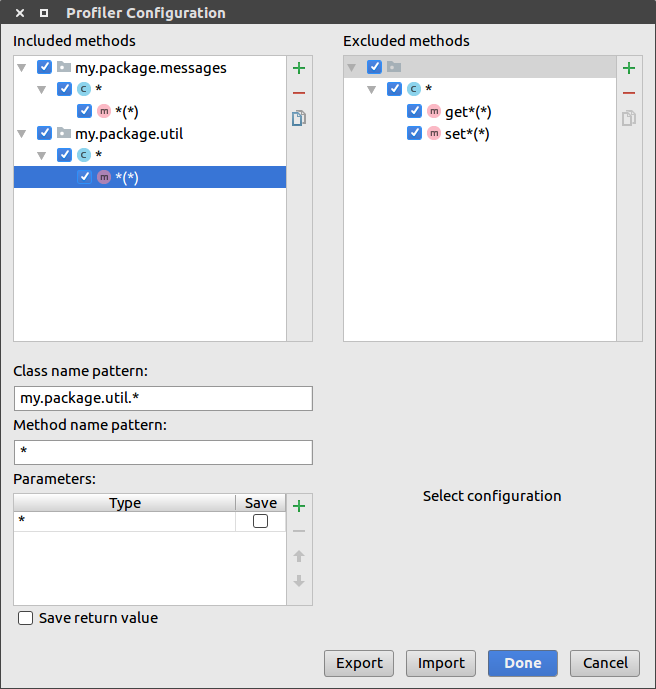 Profiler Configuration
Included methods
my.package.messages
C *
m *(*)
my.package.util
C *
m *(*)
Excluded methods
C *
m get*(*)
m set*(*)
Class name pattern:
my.package.util.*
Method name pattern:
*
Parameters:
Type Save
*
Save return value
Select configuration
Export Import Done Cancel